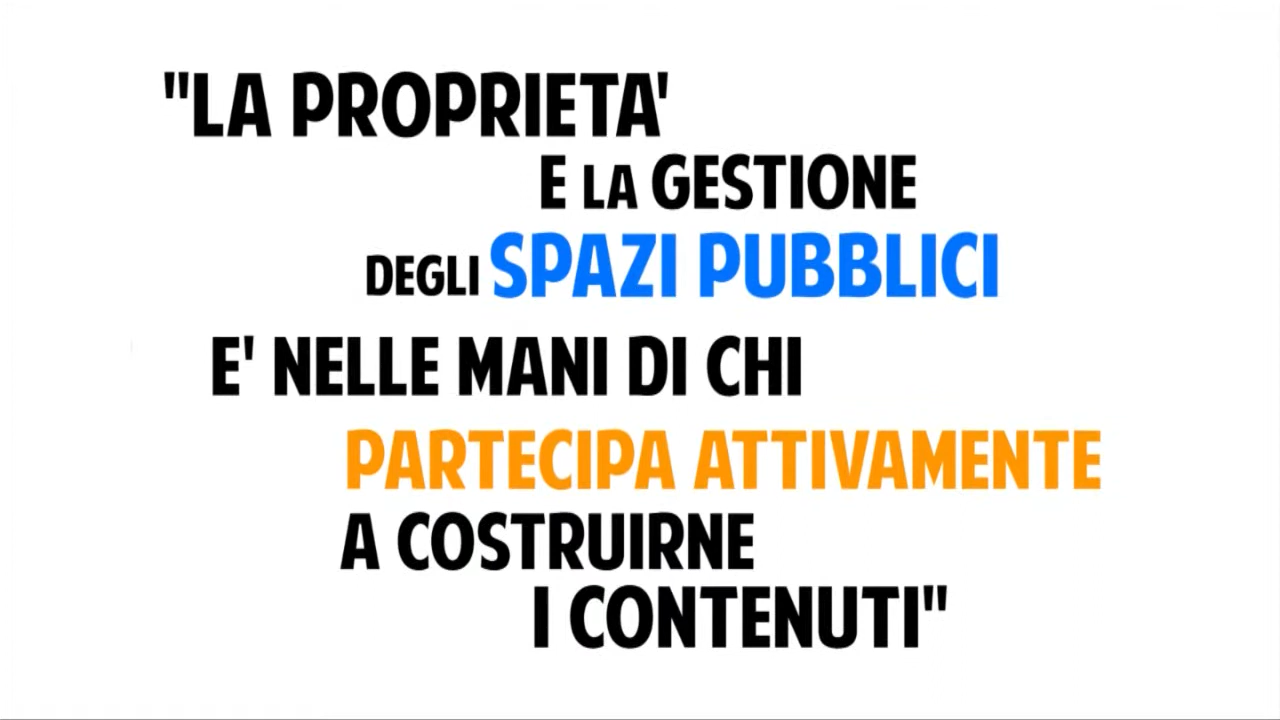 "LA PROPRIETA'
E LA GESTIONE
DEGLI SPAZI PUBBLICI
E' NELLE MANI DI CHI
PARTECIPA ATTIVAMENTE
A COSTRUIRNE
I CONTENUTI"